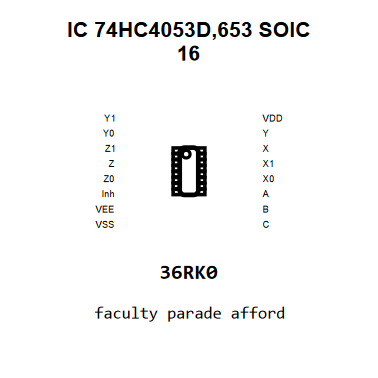 IC 74HC4053D,653 SOIC
16
Y1 VDD
Y0 Y
Z1 X
Z X1
Z0 X0
Inh A
VEE B
VSS C
36RK0
faculty parade afford